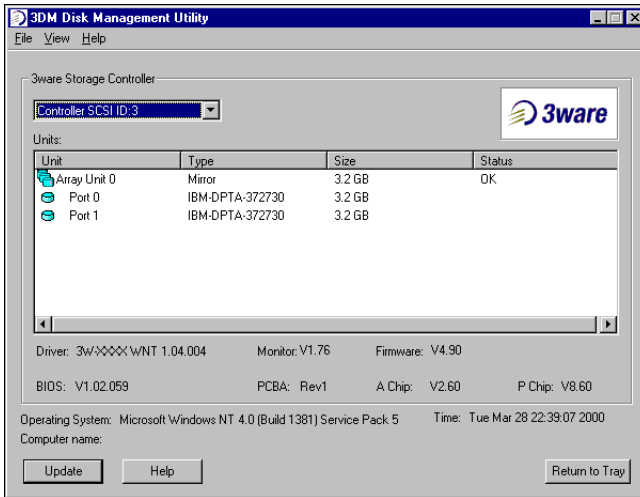 3DM Disk Management Utility
File View Help
3ware Storage Controller
Controller SCSI ID:3
3ware
Units:
Unit Type Size Status
Array Unit 0 Mirror 3.2 GB OK
Port 0 IBM-DPTA-372730 3.2 GB
Port 1 IBM-DPTA-372730 3.2 GB
Driver: 3W-XXXX WNT 1.04.004 Monitor: V1.76 Firmware: V4.90
BIOS: V1.02.059 PCBA: Rev1 A Chip: V2.60 P Chip: V8.60
Operating System: Microsoft Windows NT 4.0 (Build 1381) Service Pack 5 Time: Tue Mar 28 22:39:07 2000
Computer name:
Update Help Return to Tray